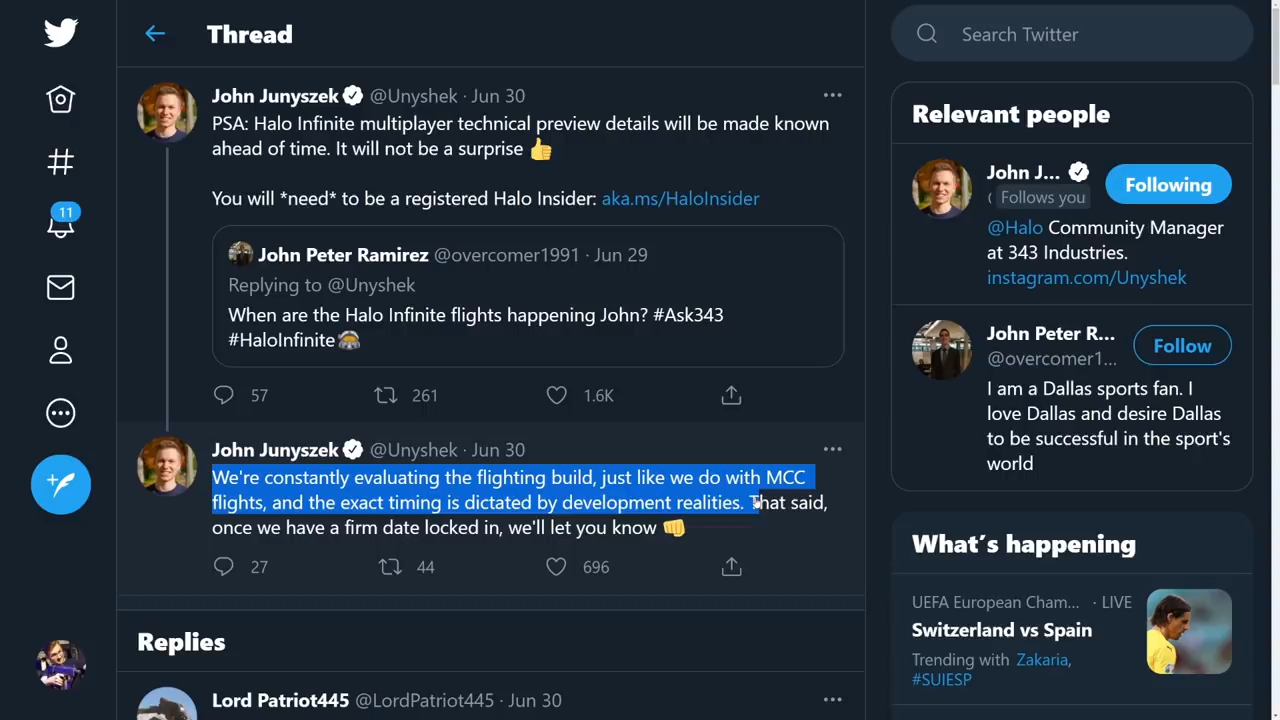 Thread
Search Twitter
John Junyszek @Unyshek · Jun 30
PSA: Halo Infinite multiplayer technical preview details will be made known
ahead of time. It will not be a surprise 👍
You will *need* to be a registered Halo Insider: aka.ms/HaloInsider
John Peter Ramirez @overcomer1991 · Jun 29
Replying to @Unyshek
When are the Halo Infinite flights happening John? #Ask343
#HaloInfinite
57 261 1.6K
John Junyszek @Unyshek · Jun 30
We're constantly evaluating the flighting build, just like we do with MCC
flights, and the exact timing is dictated by development realities. That said,
once we have a firm date locked in, we'll let you know 👊
27 44 696
Replies
Lord Patriot445 @LordPatriot445 · Jun 30
11
Relevant people
John J...
Following
( Follows you
@Halo Community Manager
at 343 Industries.
instagram.com/Unyshek
John Peter R...
@overcomer1...
Follow
I am a Dallas sports fan. I
love Dallas and desire Dallas
to be successful in the sport's
world
What's happening
UEFA European Cham... · LIVE
Switzerland vs Spain
Trending with Zakaria,
#SUIESP